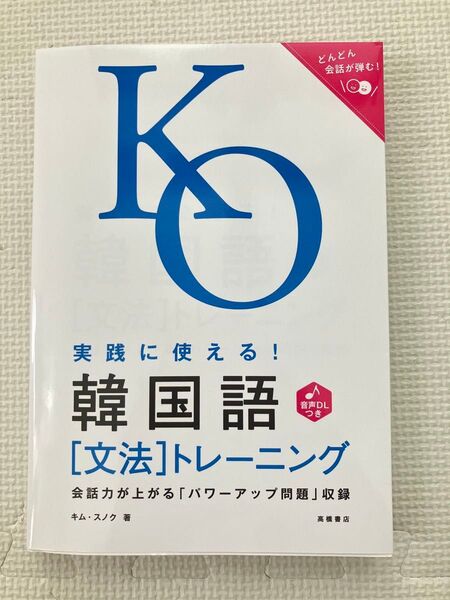 KO
どんどん
会話が弾む!
実践に使える!
韓国語
音声DL
つき
[文法]トレーニング
会話力が上がる「パワーアップ問題」収録
キム・スノク 著
高橋書店